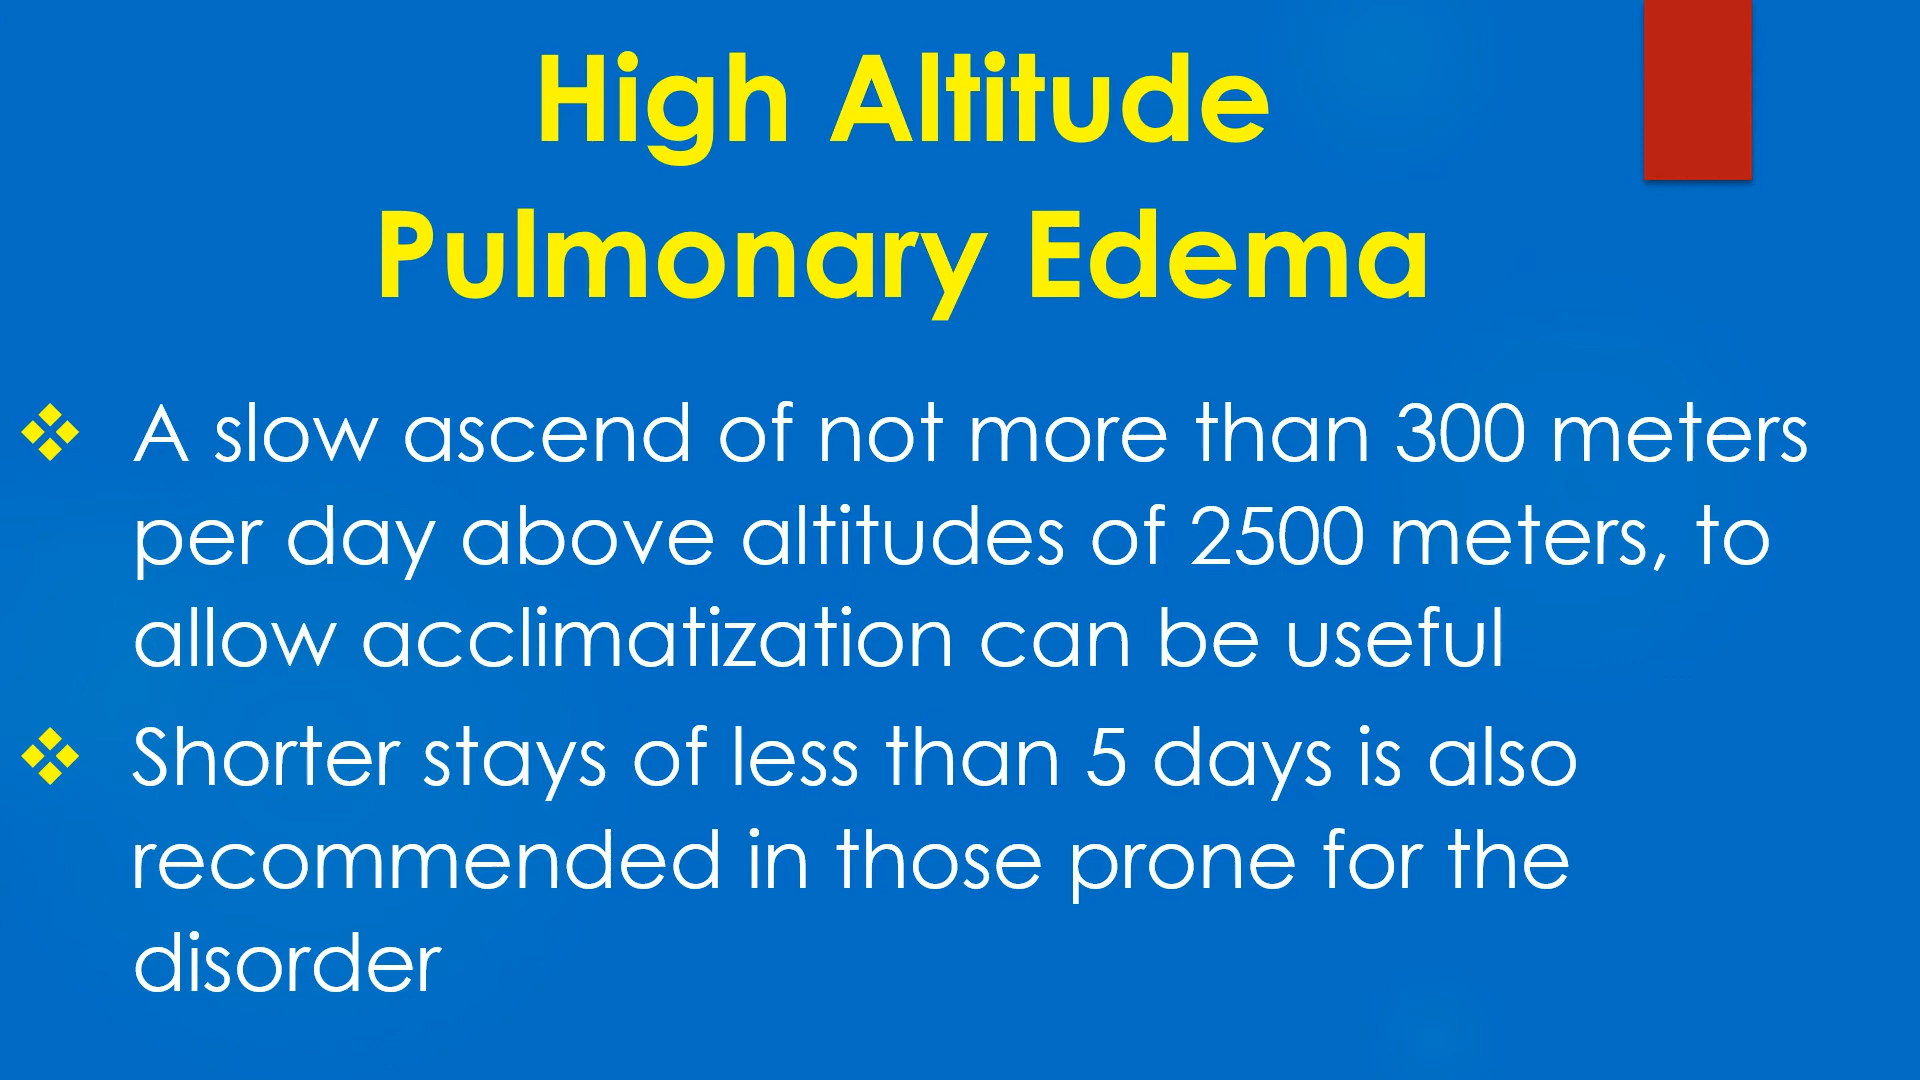 High Altitude
Pulmonary Edema
❖ A slow ascend of not more than 300 meters
per day above altitudes of 2500 meters, to
allow acclimatization can be useful
❖ Shorter stays of less than 5 days is also
recommended in those prone for the
disorder